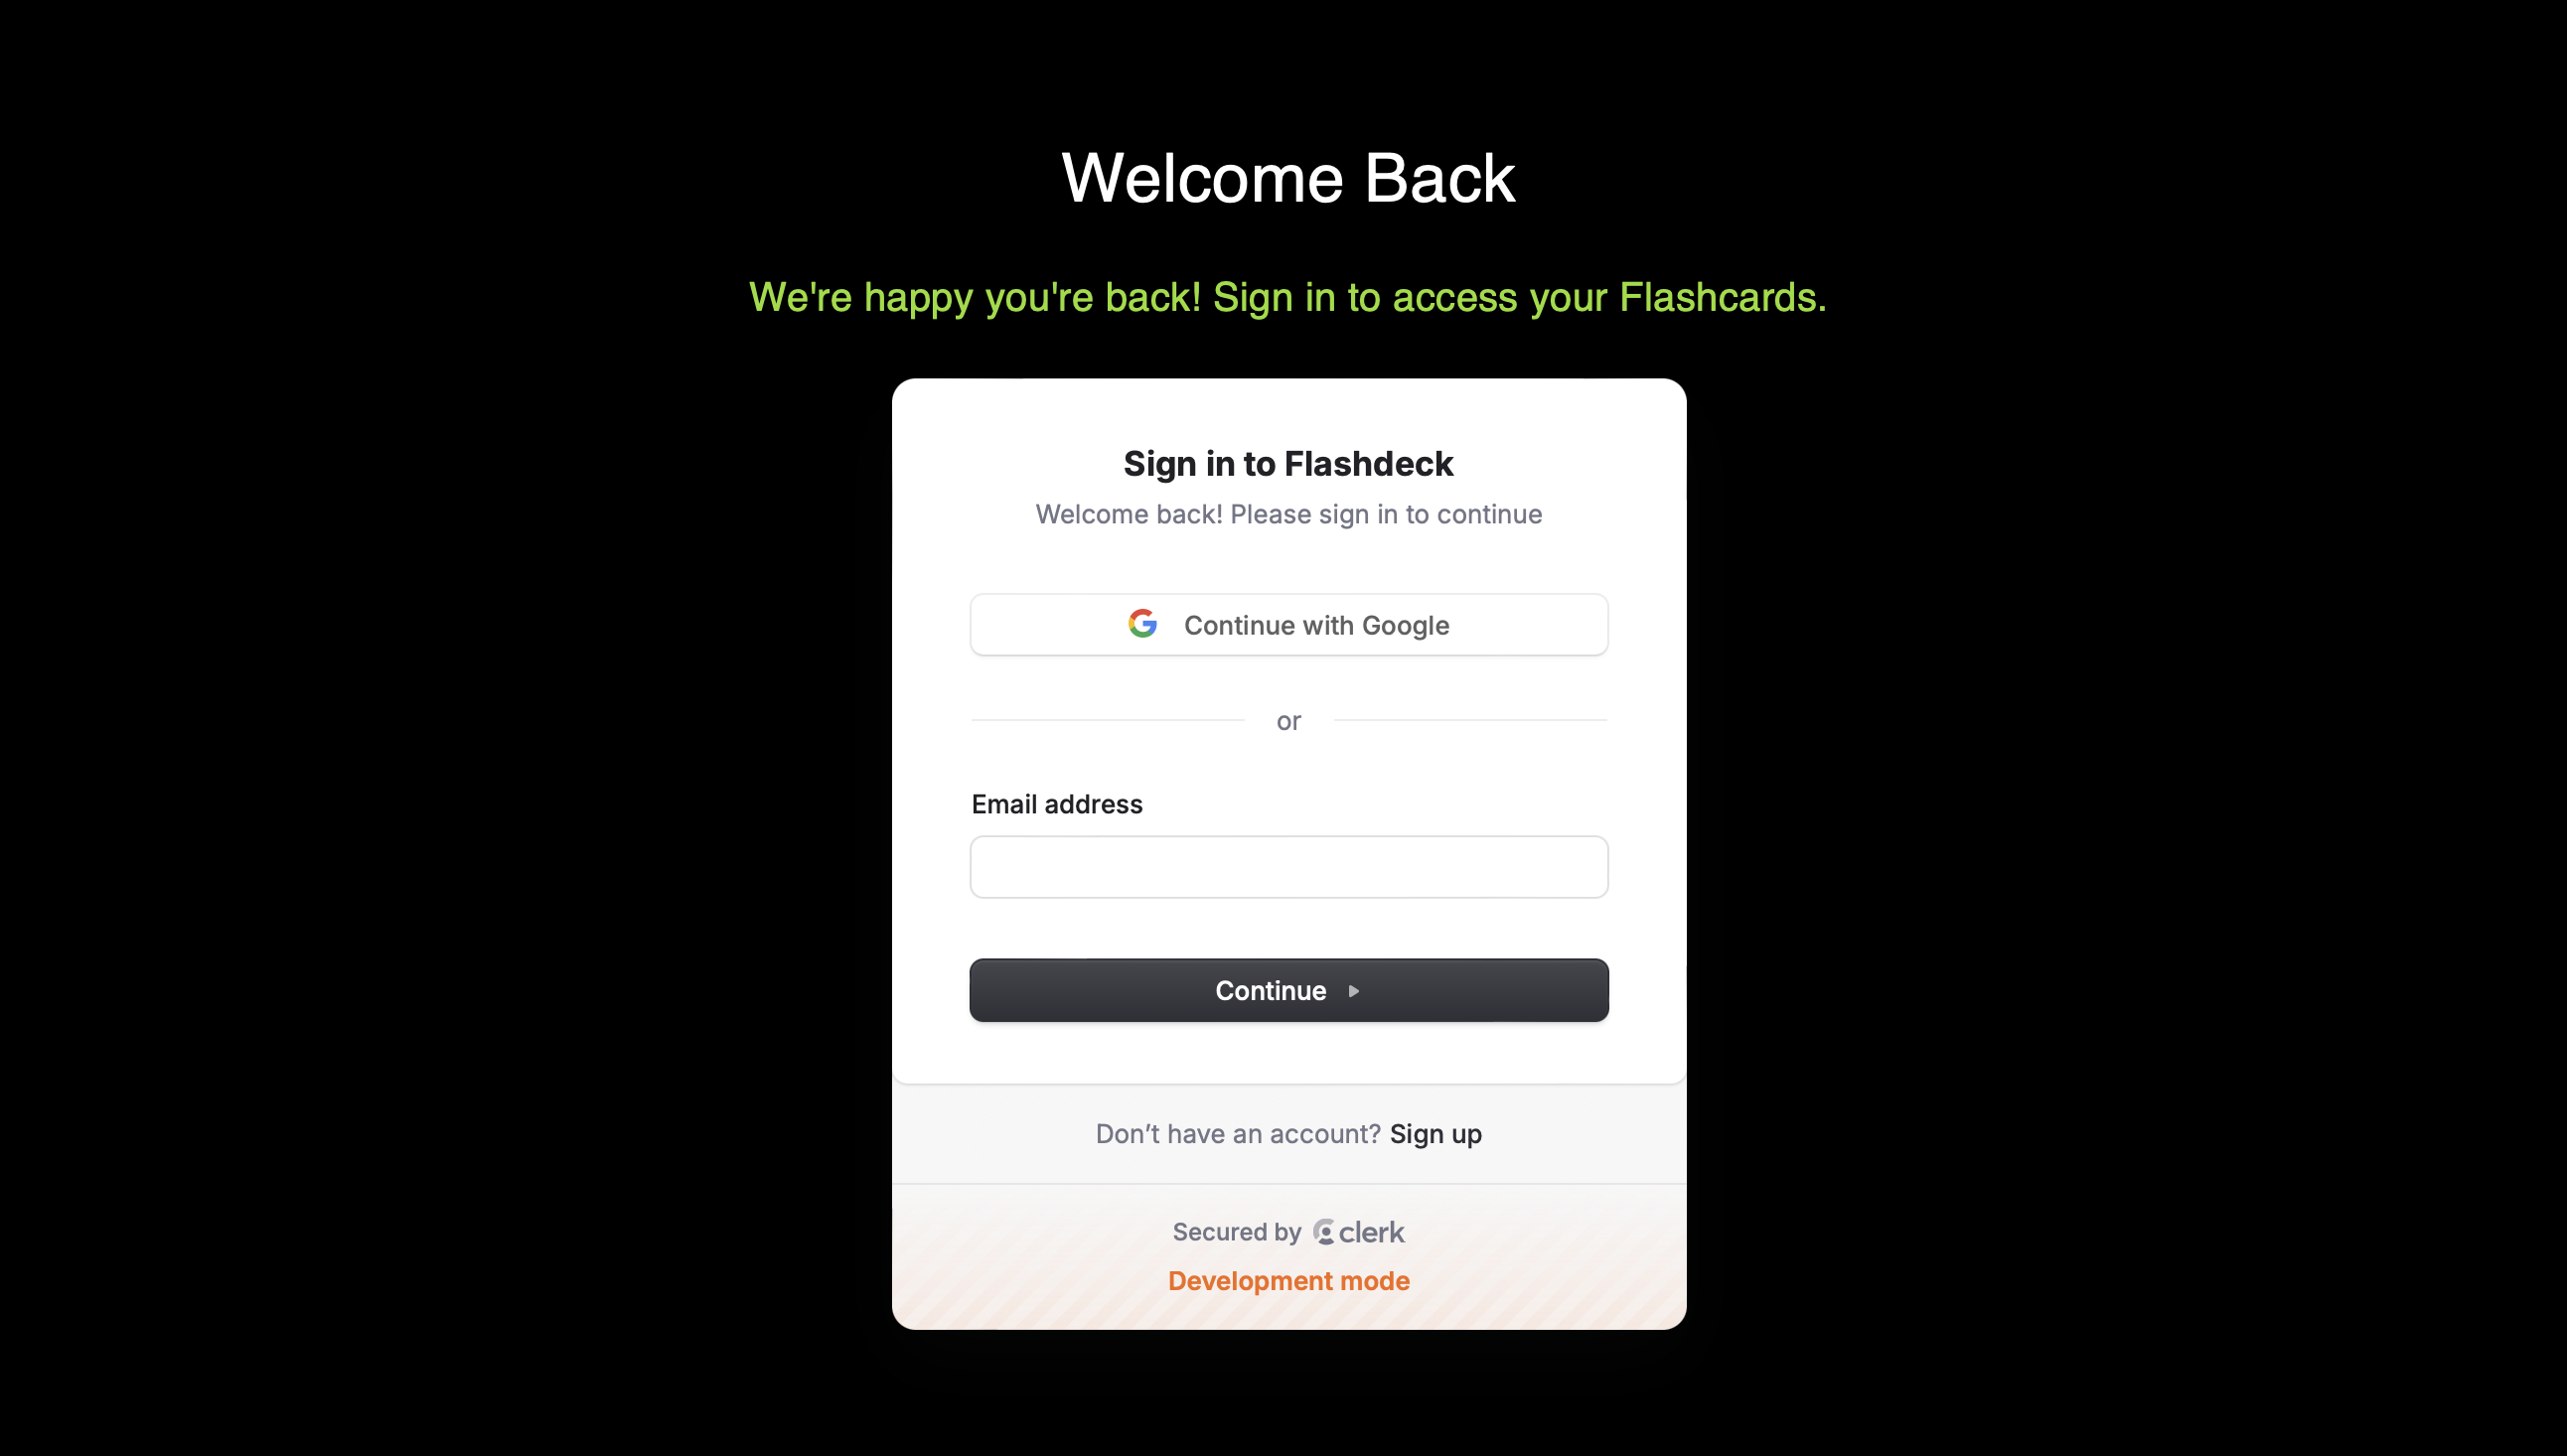 Welcome Back
We're happy you're back! Sign in to access your Flashcards.
Sign in to Flashdeck
Welcome back! Please sign in to continue
Continue with Google
or
Email address
Continue
Don’t have an account? Sign up
Secured by clerk
Development mode